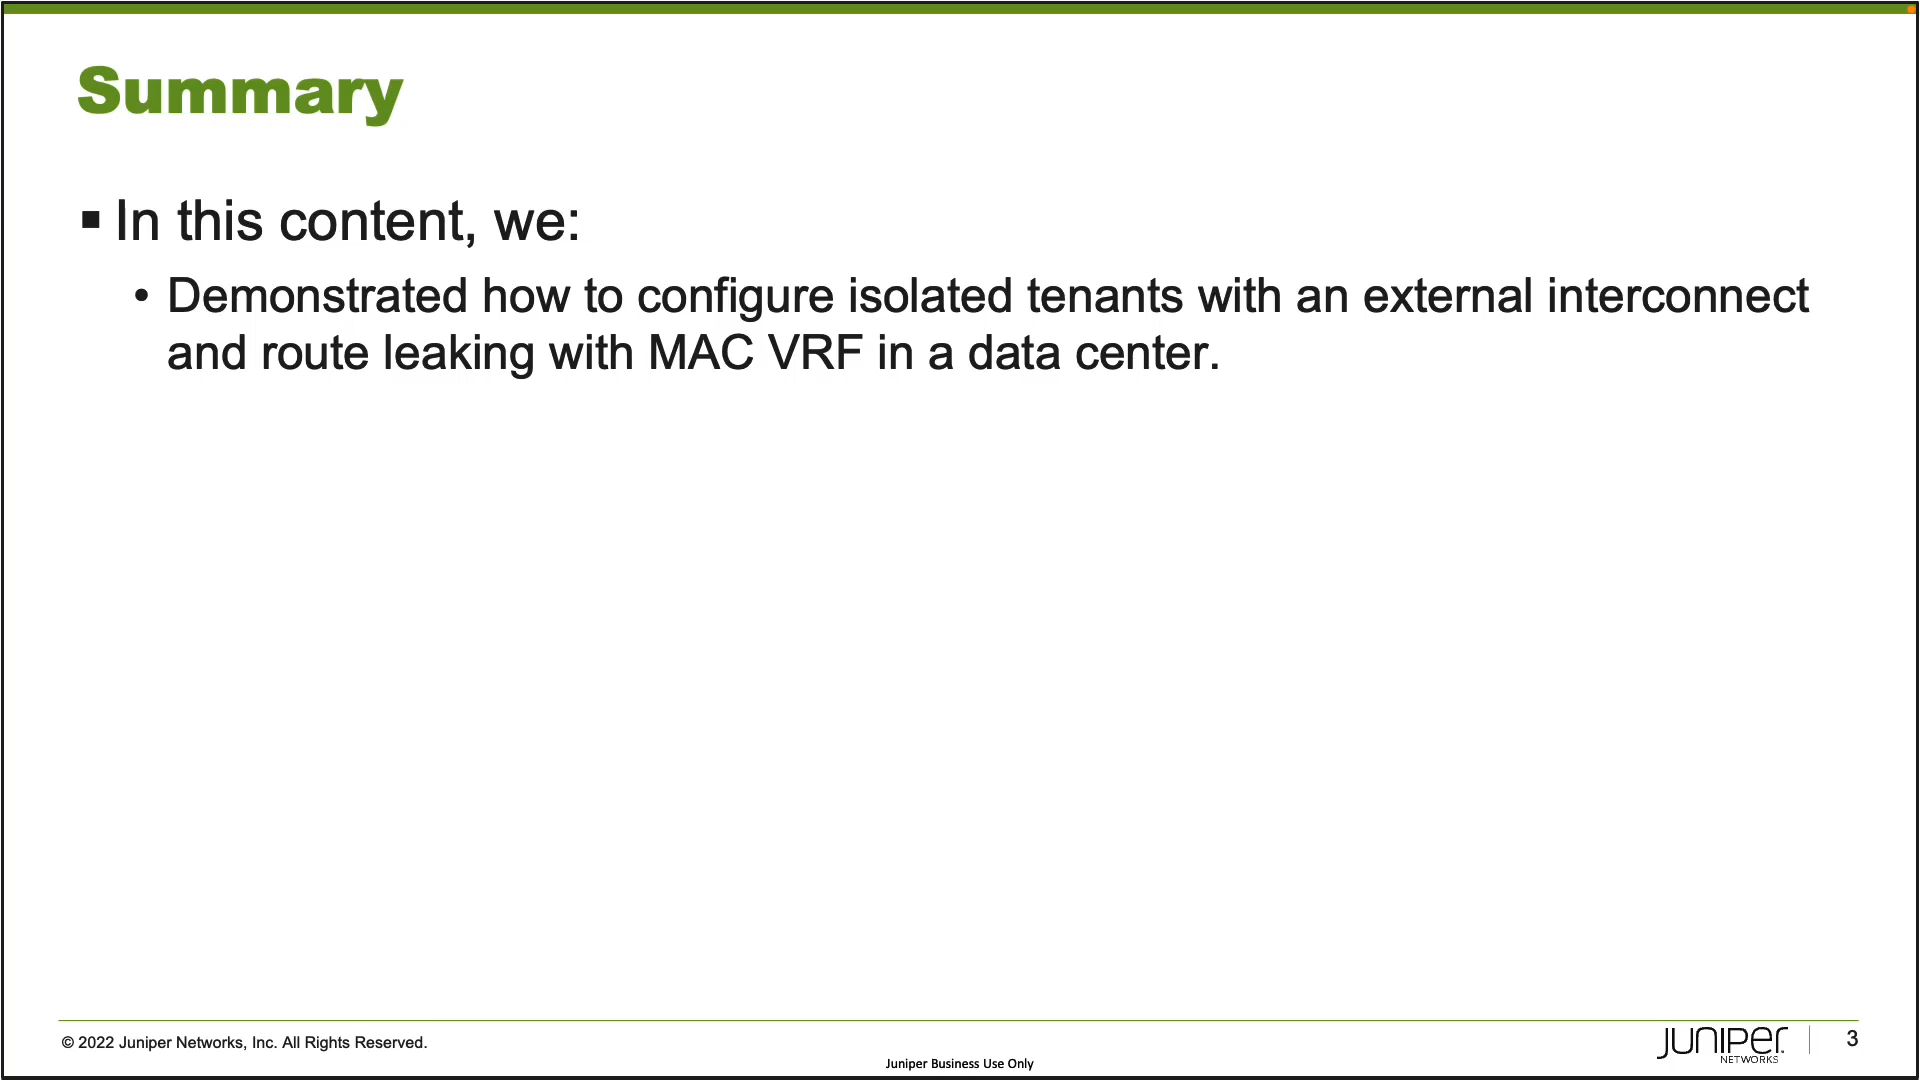 Summary
▪ In this content, we:
• Demonstrated how to configure isolated tenants with an external interconnect
and route leaking with MAC VRF in a data center.
© 2022 Juniper Networks, Inc. All Rights Reserved.
Juniper Business Use Only
JUNIPER
NETWORKS
3